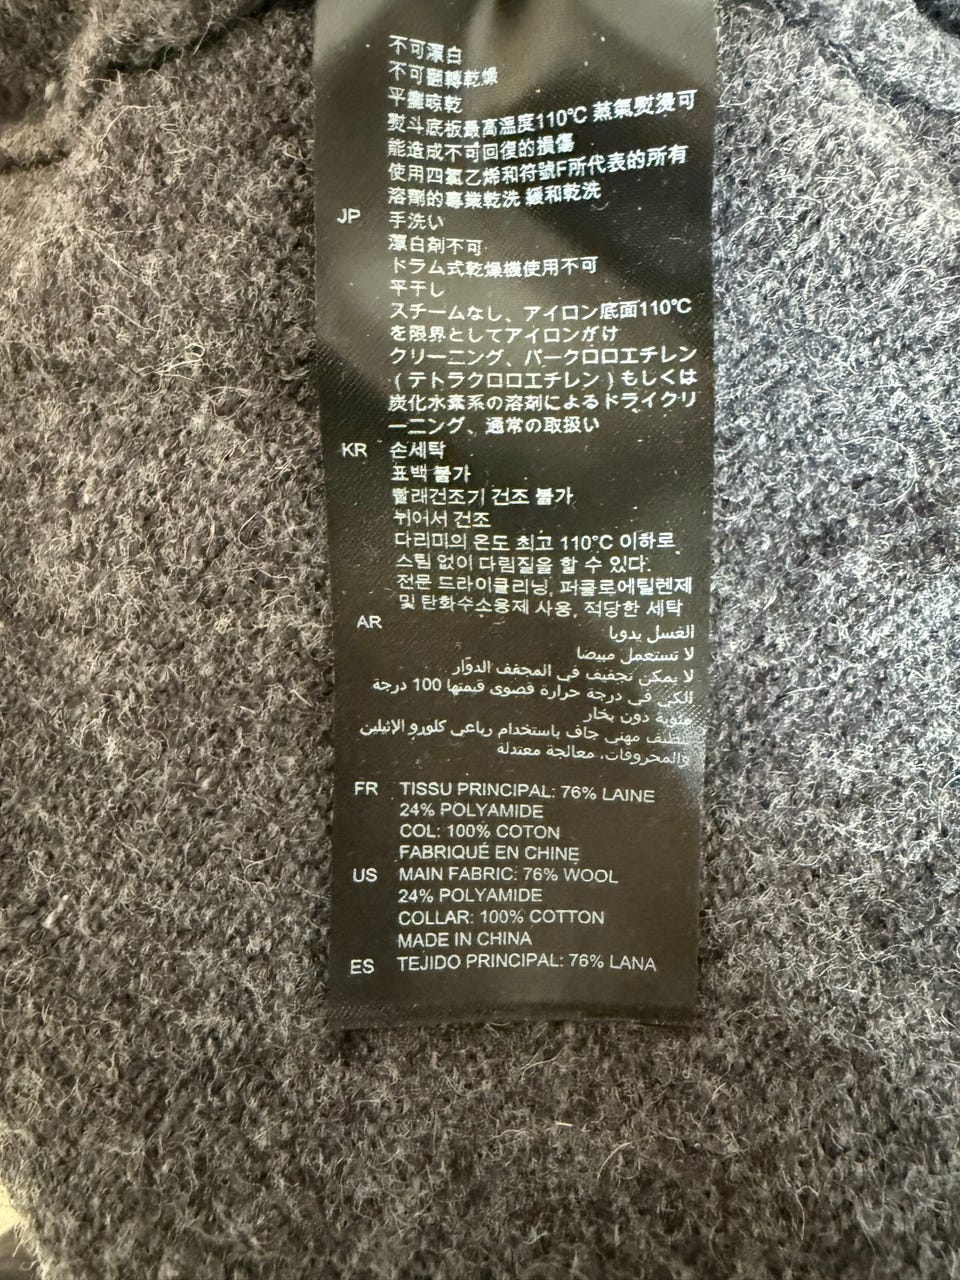 不可漂白
不可翻轉乾燥
平攤晾乾
熨斗底板最高溫度110℃ 蒸氣熨燙可
能造成不可回復的損傷
使用四氯乙烯和符號F所代表的所有
溶劑的專業乾洗 緩和乾洗
JP 手洗い
漂白剤不可
ドラム式乾燥機使用不可
平干し
スチームなし、アイロン底面110℃
を限界としてアイロンがけ
クリーニング、パークロロエチレン
(テトラクロロエチレン)もしくは
炭化水素系の溶剤によるドライクリ
ーニング、通常の取扱い
KR 손세탁
표백 불가
빨래건조기 건조 불가
뉘어서 건조
다리미의 온도 최고 110°C 이하로
스팀 없이 다림질을 할 수 있다.
전문 드라이클리닝, 퍼클로에틸렌제
및 탄화수소용제 사용, 적당한 세탁
AR الغسل يدويا
لا تستعمل مبيضا
لا يمكن تجفيف في المجفف الدوّار
الكي في درجة حرارة قصوى قيمتها 100 درجة
مئوية دون بخار
تنظيف مهني جاف باستخدام رباعي كلورو الإثيلين
والمحروقات، معالجة معتدلة
FR TISSU PRINCIPAL: 76% LAINE
24% POLYAMIDE
COL: 100% COTON
FABRIQUÉ EN CHINE
US MAIN FABRIC: 76% WOOL
24% POLYAMIDE
COLLAR: 100% COTTON
MADE IN CHINA
ES TEJIDO PRINCIPAL: 76% LANA